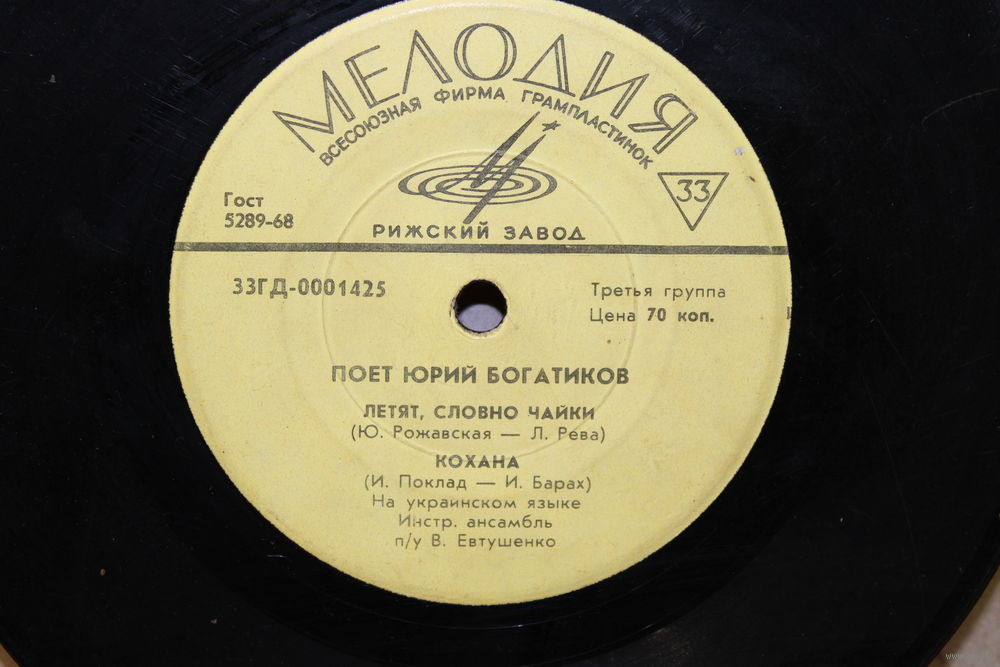 МЕЛОДИЯ
ВСЕСОЮЗНАЯ ФИРМА ГРАМПЛАСТИНОК
33
Гост
5289-68
РИЖСКИЙ ЗАВОД
33ГД-0001425
Третья группа
Цена 70 коп.
ПОЕТ ЮРИЙ БОГАТИКОВ
ЛЕТЯТ, СЛОВНО ЧАЙКИ
(Ю. Рожавская — Л. Рева)
КОХАНА
(И. Поклад — И. Барах)
На украинском языке
Инстр. ансамбль
п/у В. Евтушенко